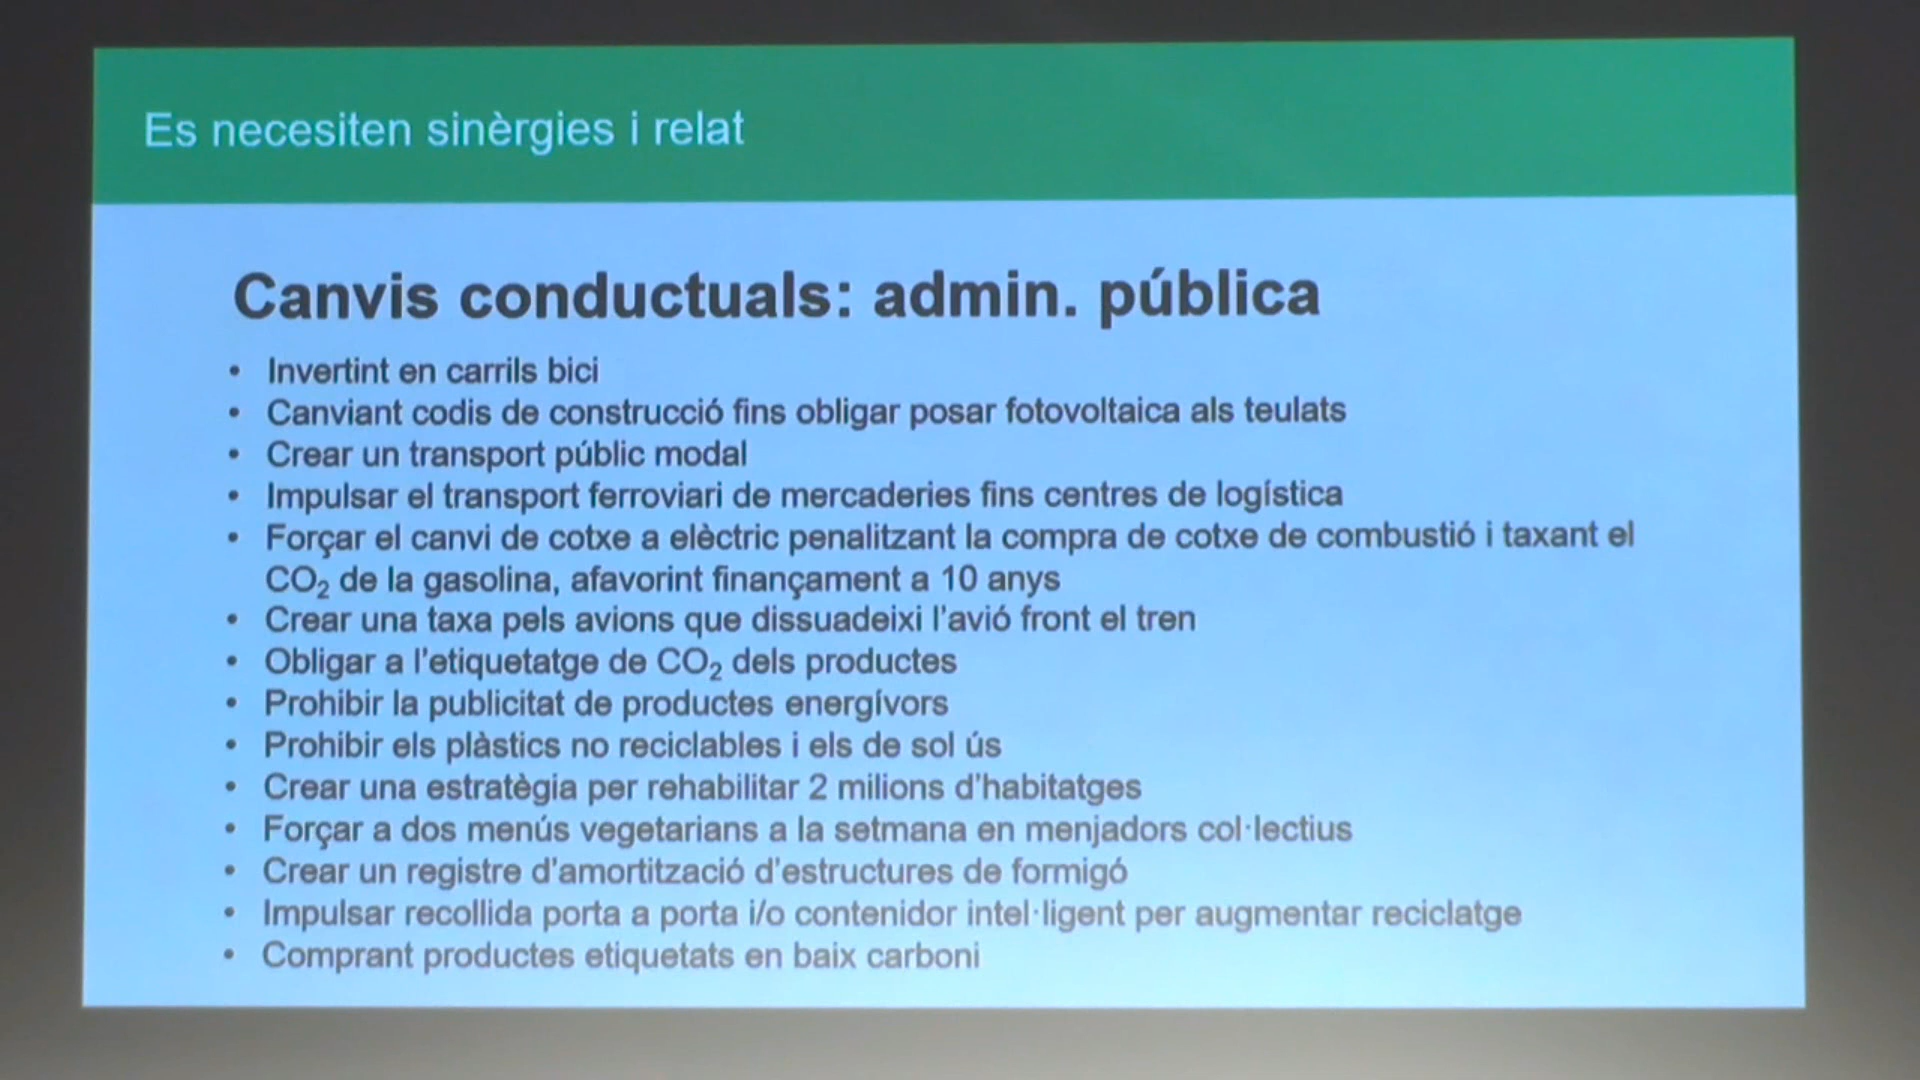 Es necesiten sinèrgies i relat
Canvis conductuals: admin. pública
• Invertint en carrils bici
• Canviant codis de construcció fins obligar posar fotovoltaica als teulats
• Crear un transport públic modal
• Impulsar el transport ferroviari de mercaderies fins centres de logística
• Forçar el canvi de cotxe a elèctric penalitzant la compra de cotxe de combustió i taxant el
CO₂ de la gasolina, afavorint finançament a 10 anys
• Crear una taxa pels avions que dissuadeixi l'avió front el tren
• Obligar a l'etiquetatge de CO₂ dels productes
• Prohibir la publicitat de productes energívors
• Prohibir els plàstics no reciclables i els de sol ús
• Crear una estratègia per rehabilitar 2 milions d'habitatges
• Forçar a dos menús vegetarians a la setmana en menjadors col·lectius
• Crear un registre d'amortització d'estructures de formigó
• Impulsar recollida porta a porta i/o contenidor intel·ligent per augmentar reciclatge
• Comprant productes etiquetats en baix carboni